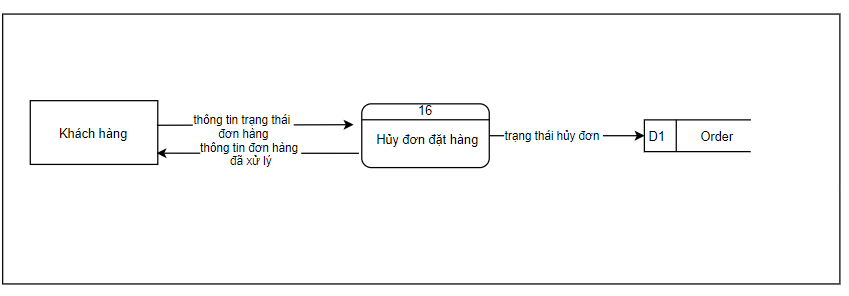 Khách hàng
thông tin trạng thái
đơn hàng
thông tin đơn hàng
đã xử lý
16
Hủy đơn đặt hàng
trạng thái hủy đơn
D1
Order